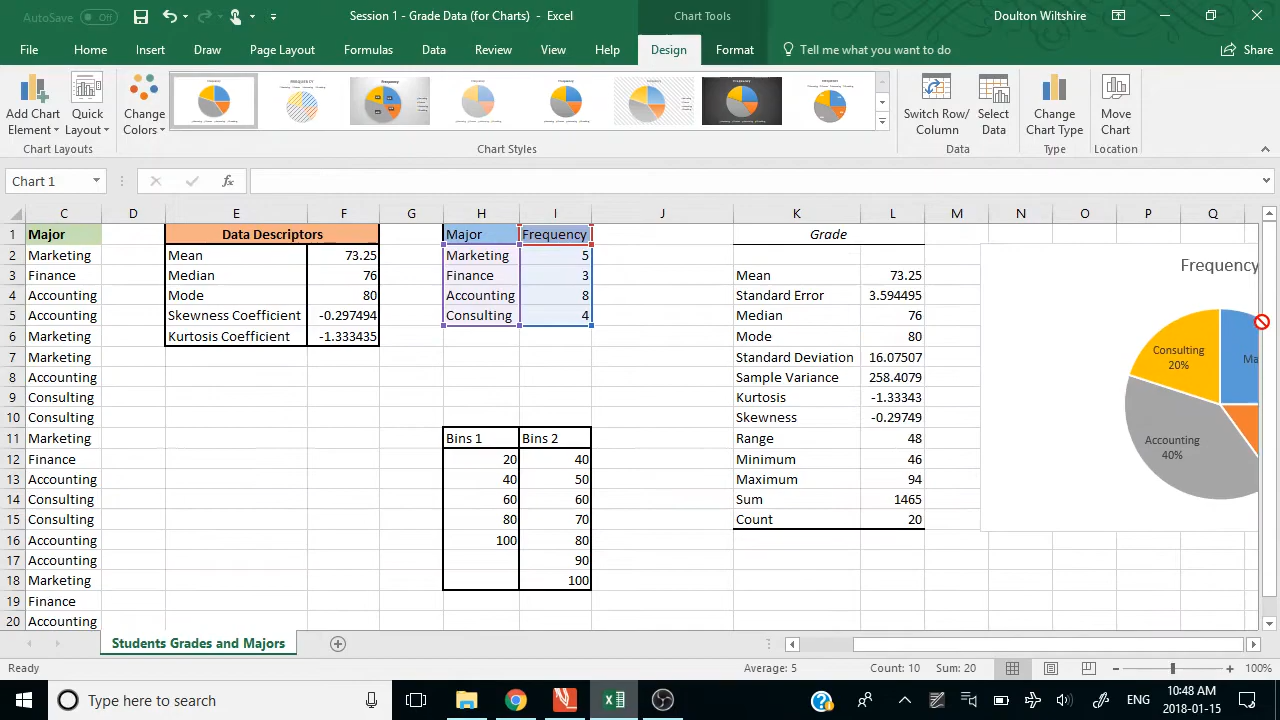 AutoSave Off
Session 1 - Grade Data (for Charts) - Excel
Chart Tools
Doulton Wiltshire
File Home Insert Draw Page Layout Formulas Data Review View Help Design Format Tell me what you want to do Share
Add Chart Element
Quick Layout
Chart Layouts
Change Colors
Chart Styles
Switch Row/ Column
Select Data
Data
Change Chart Type
Type
Move Chart
Location
Chart 1
fx
C D E F G H I J K L M N O P Q
1 Major Data Descriptors Major Frequency Grade
2 Marketing Mean 73.25 Marketing 5
3 Finance Median 76 Finance 3 Mean 73.25
4 Accounting Mode 80 Accounting 8 Standard Error 3.594495
5 Accounting Skewness Coefficient -0.297494 Consulting 4 Median 76
6 Marketing Kurtosis Coefficient -1.333435 Mode 80
7 Marketing Standard Deviation 16.07507
8 Accounting Sample Variance 258.4079
9 Consulting Kurtosis -1.33343
10 Consulting Skewness -0.29749
11 Marketing Bins 1 Bins 2 Range 48
12 Finance 20 40 Minimum 46
13 Accounting 40 50 Maximum 94
14 Consulting 60 60 Sum 1465
15 Consulting 80 70 Count 20
16 Accounting 100 80
17 Accounting 90
18 Marketing 100
19 Finance
20 Accounting
Frequency
Consulting
20%
Ma
Accounting
40%
Students Grades and Majors
Ready
Average: 5 Count: 10 Sum: 20
100%
Type here to search
ENG
10:48 AM
2018-01-15